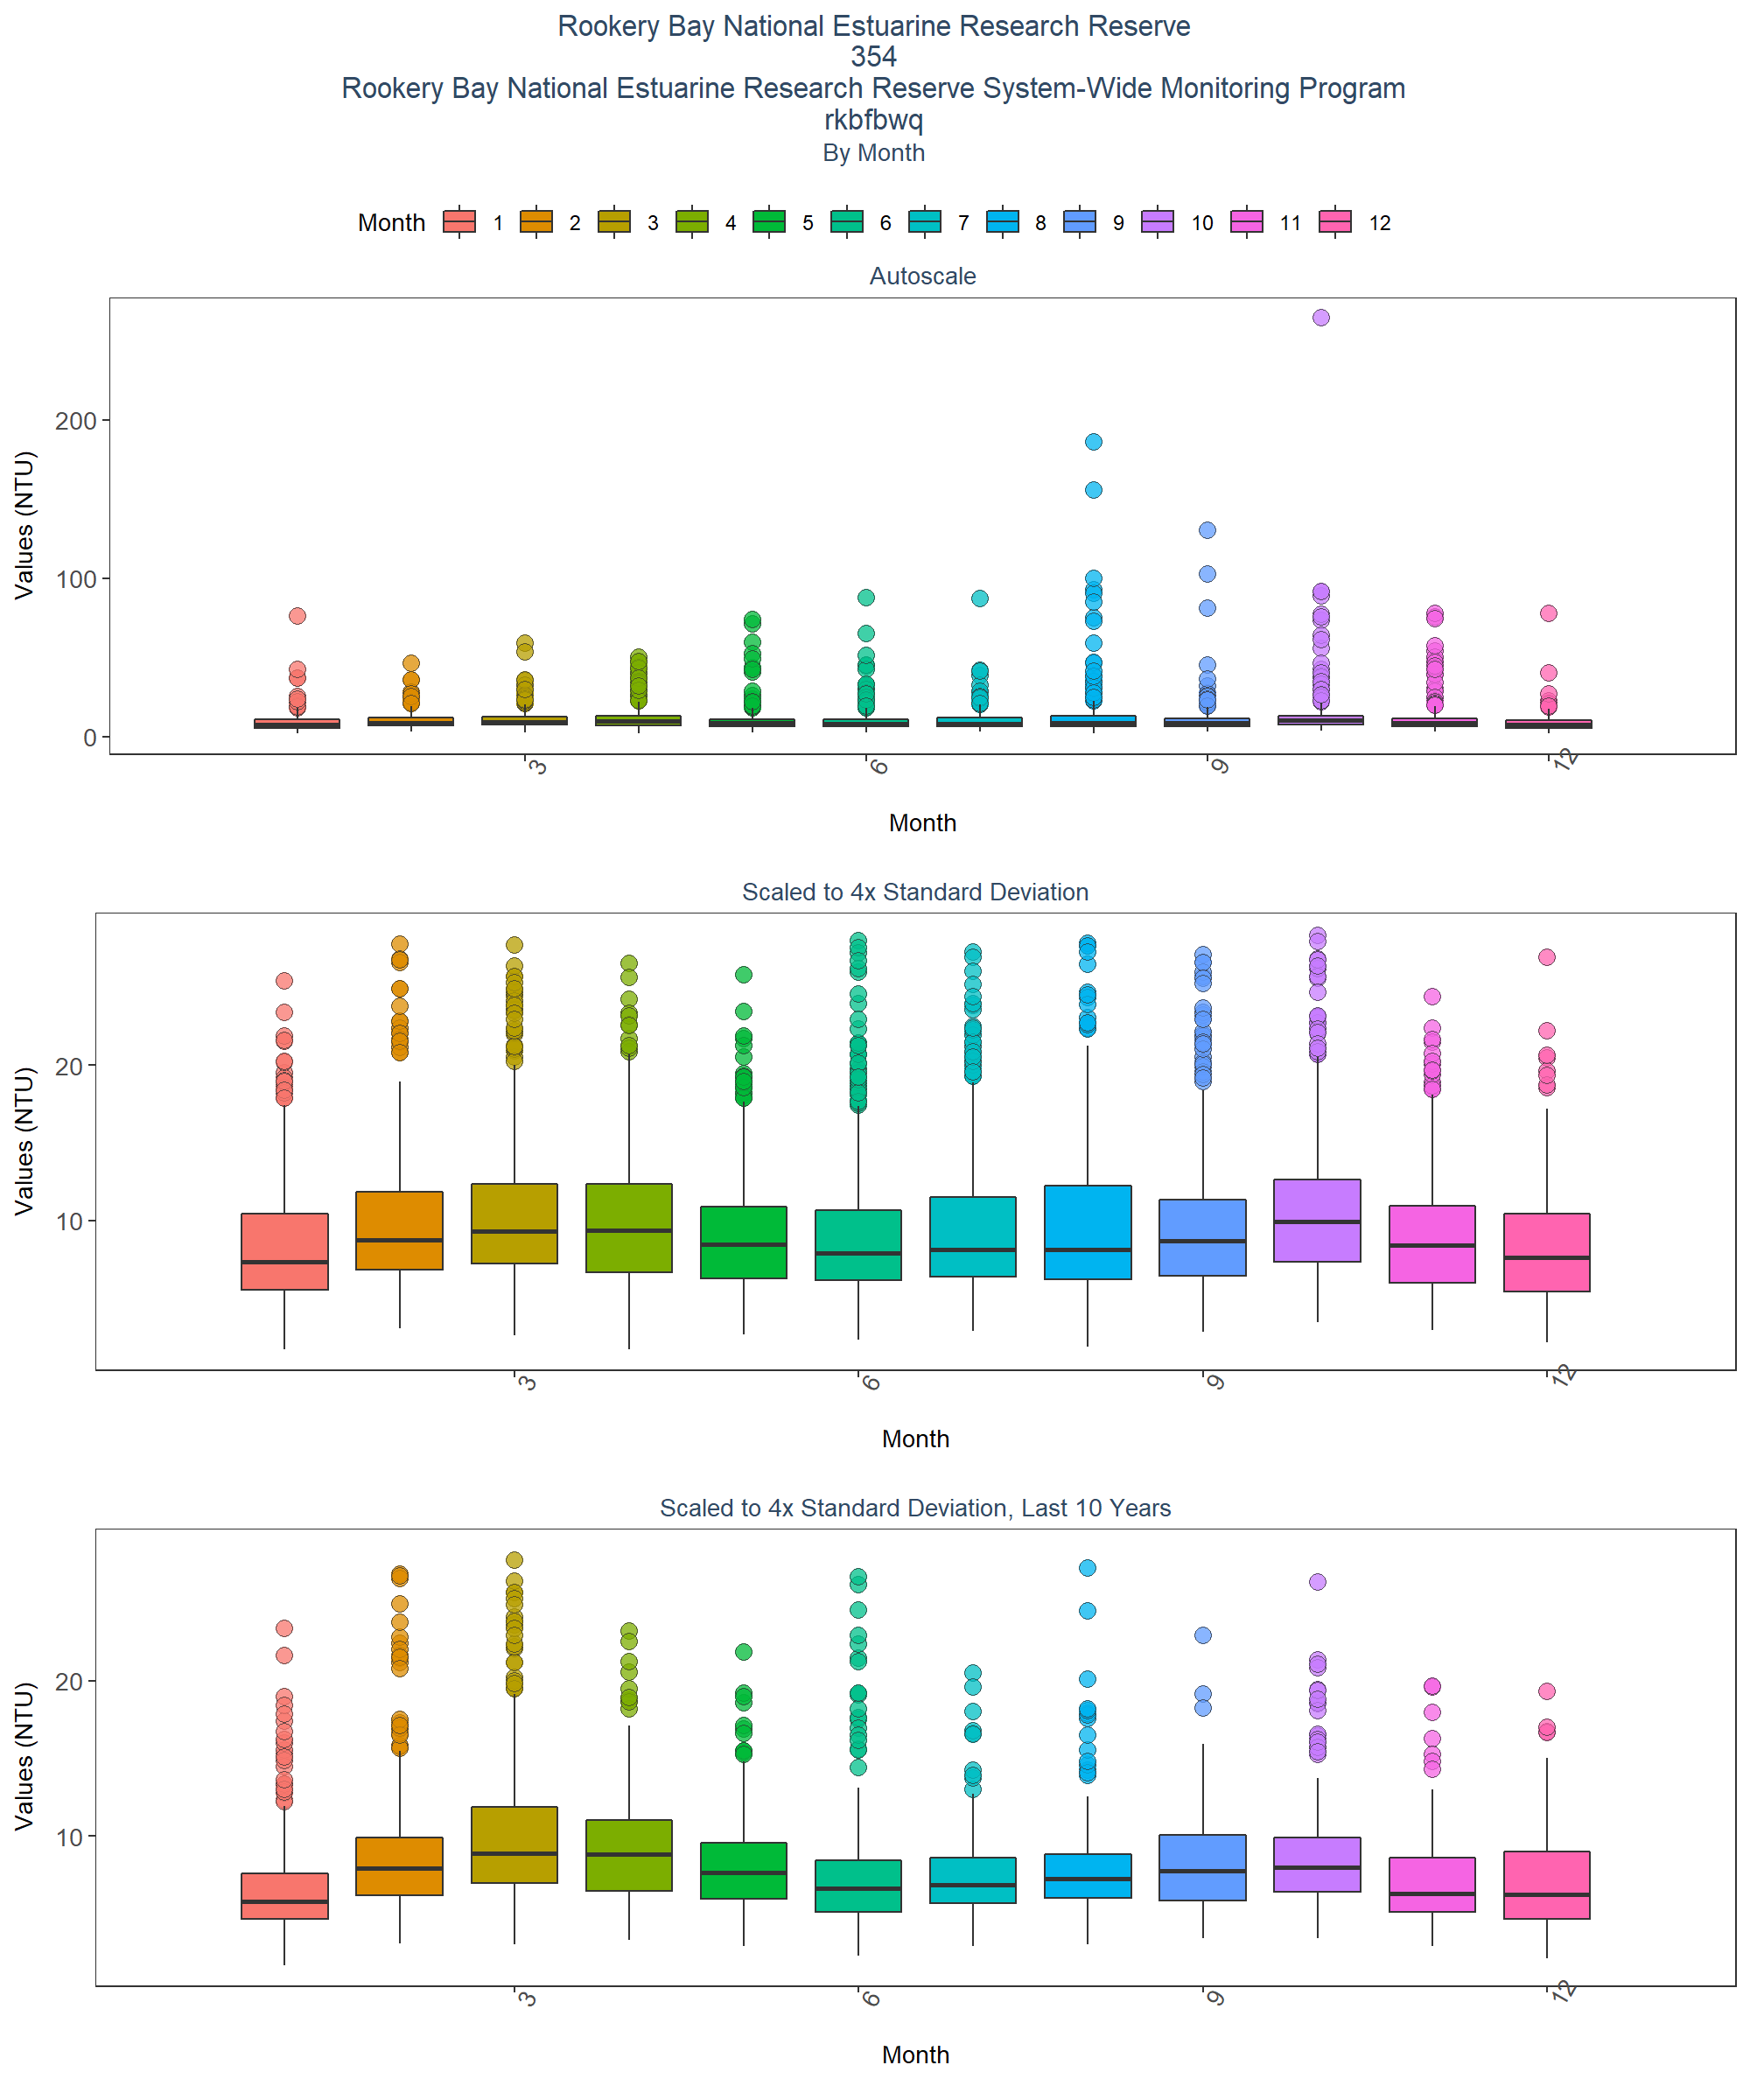 Rookery Bay National Estuarine Research Reserve
354
Rookery Bay National Estuarine Research Reserve System-Wide Monitoring Program
rkbfbwq
By Month
Month 1 2 3 4 5 6 7 8 9 10 11 12
Autoscale
Values (NTU)
200
100
0
3 6 9 12
Month
Scaled to 4x Standard Deviation
Values (NTU)
20
10
3 6 9 12
Month
Scaled to 4x Standard Deviation, Last 10 Years
Values (NTU)
20
10
3 6 9 12
Month